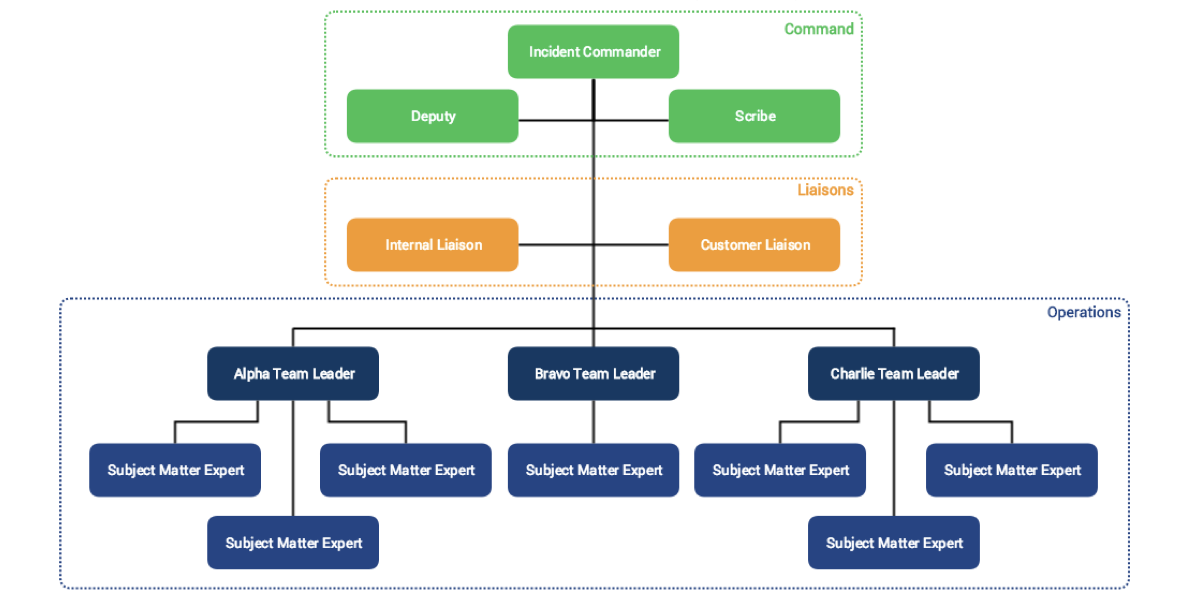 Command
Incident Commander
Deputy
Scribe
Liaisons
Internal Liaison
Customer Liaison
Operations
Alpha Team Leader
Bravo Team Leader
Charlie Team Leader
Subject Matter Expert
Subject Matter Expert
Subject Matter Expert
Subject Matter Expert
Subject Matter Expert
Subject Matter Expert
Subject Matter Expert